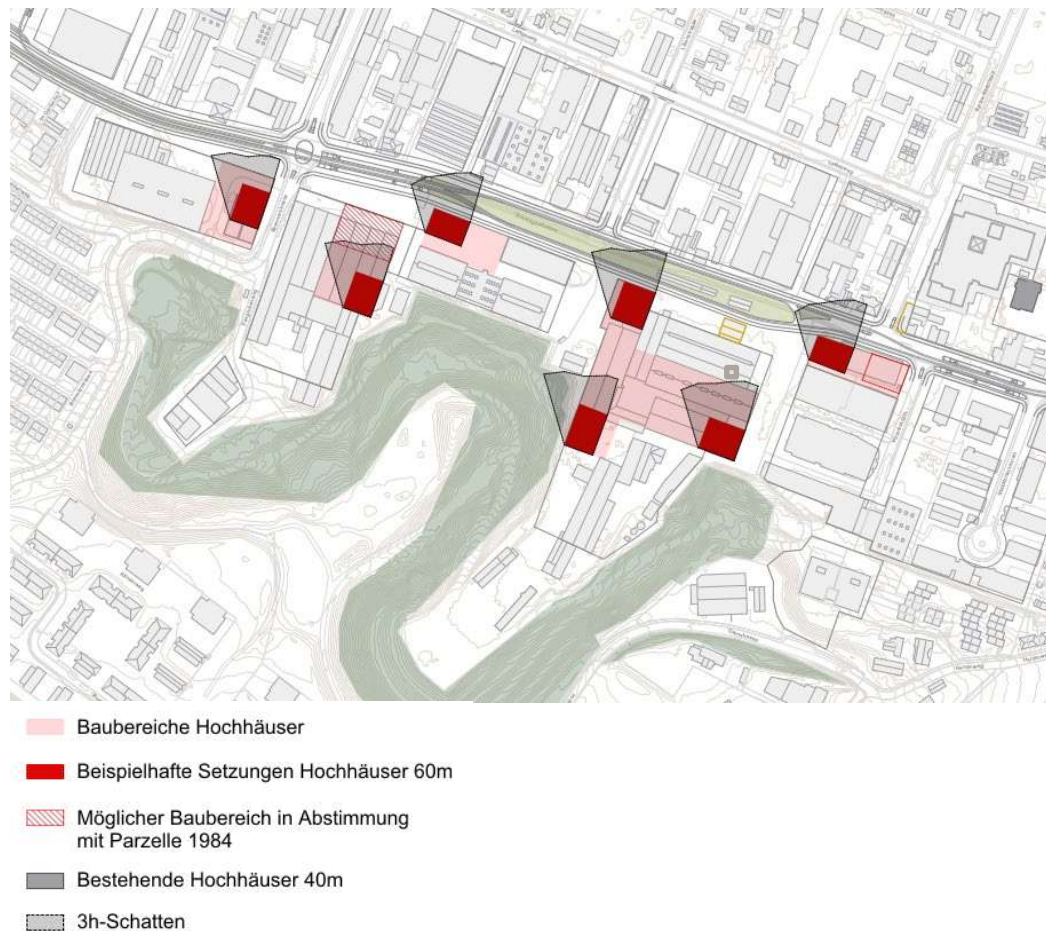 Baubereiche Hochhäuser
Beispielhafte Setzungen Hochhäuser 60m
Möglicher Baubereich in Abstimmung
mit Parzelle 1984
Bestehende Hochhäuser 40m
3h-Schatten